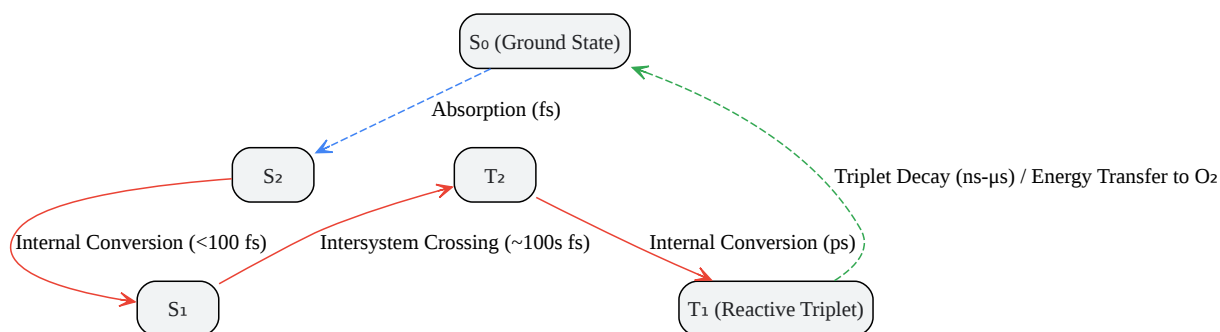 S₀ (Ground State)
Absorption (fs)
S₂
T₂
Triplet Decay (ns-μs) / Energy Transfer to O₂
Internal Conversion (<100 fs)
Intersystem Crossing (~100s fs)
Internal Conversion (ps)
S₁
T₁ (Reactive Triplet)